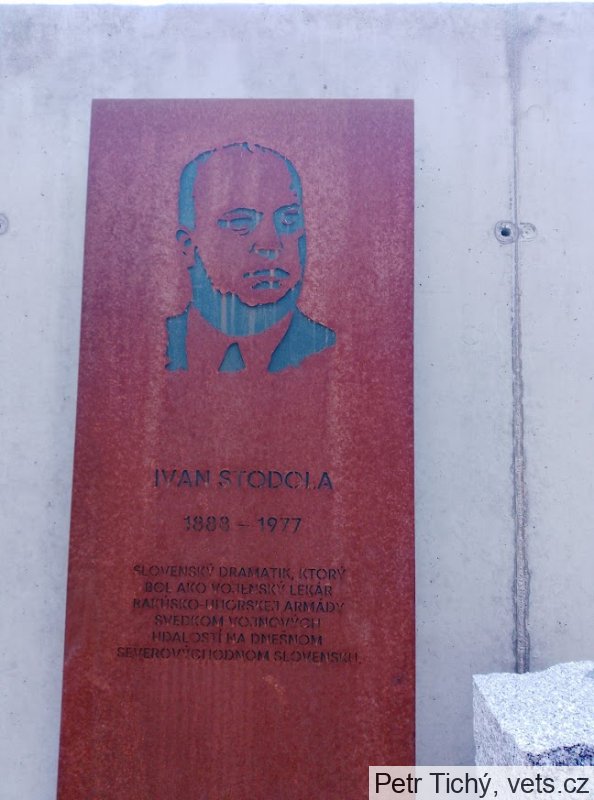 IVAN STODOLA
1888 – 1977
SLOVENSKÝ DRAMATIK, KTORÝ
BOL AKO VOJENSKÝ LEKÁR
RAKÚSKO-UHORSKEJ ARMÁDY
SVEDKOM VOJNOVÝCH
UDALOSTÍ NA DNEŠNOM
SEVEROVÝCHODNOM SLOVENSKU.
Petr Tichý, vets.cz